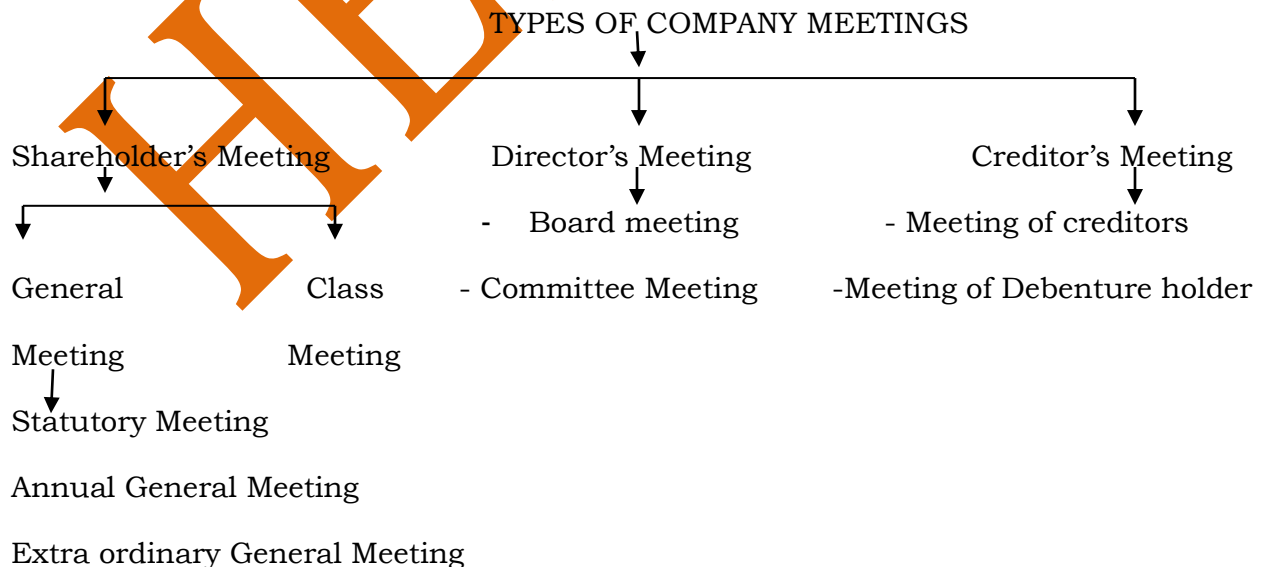 TYPES OF COMPANY MEETINGS
Shareholder's Meeting Director's Meeting Creditor's Meeting
- Board meeting - Meeting of creditors
General Class - Committee Meeting -Meeting of Debenture holder
Meeting Meeting
Statutory Meeting
Annual General Meeting
Extra ordinary General Meeting